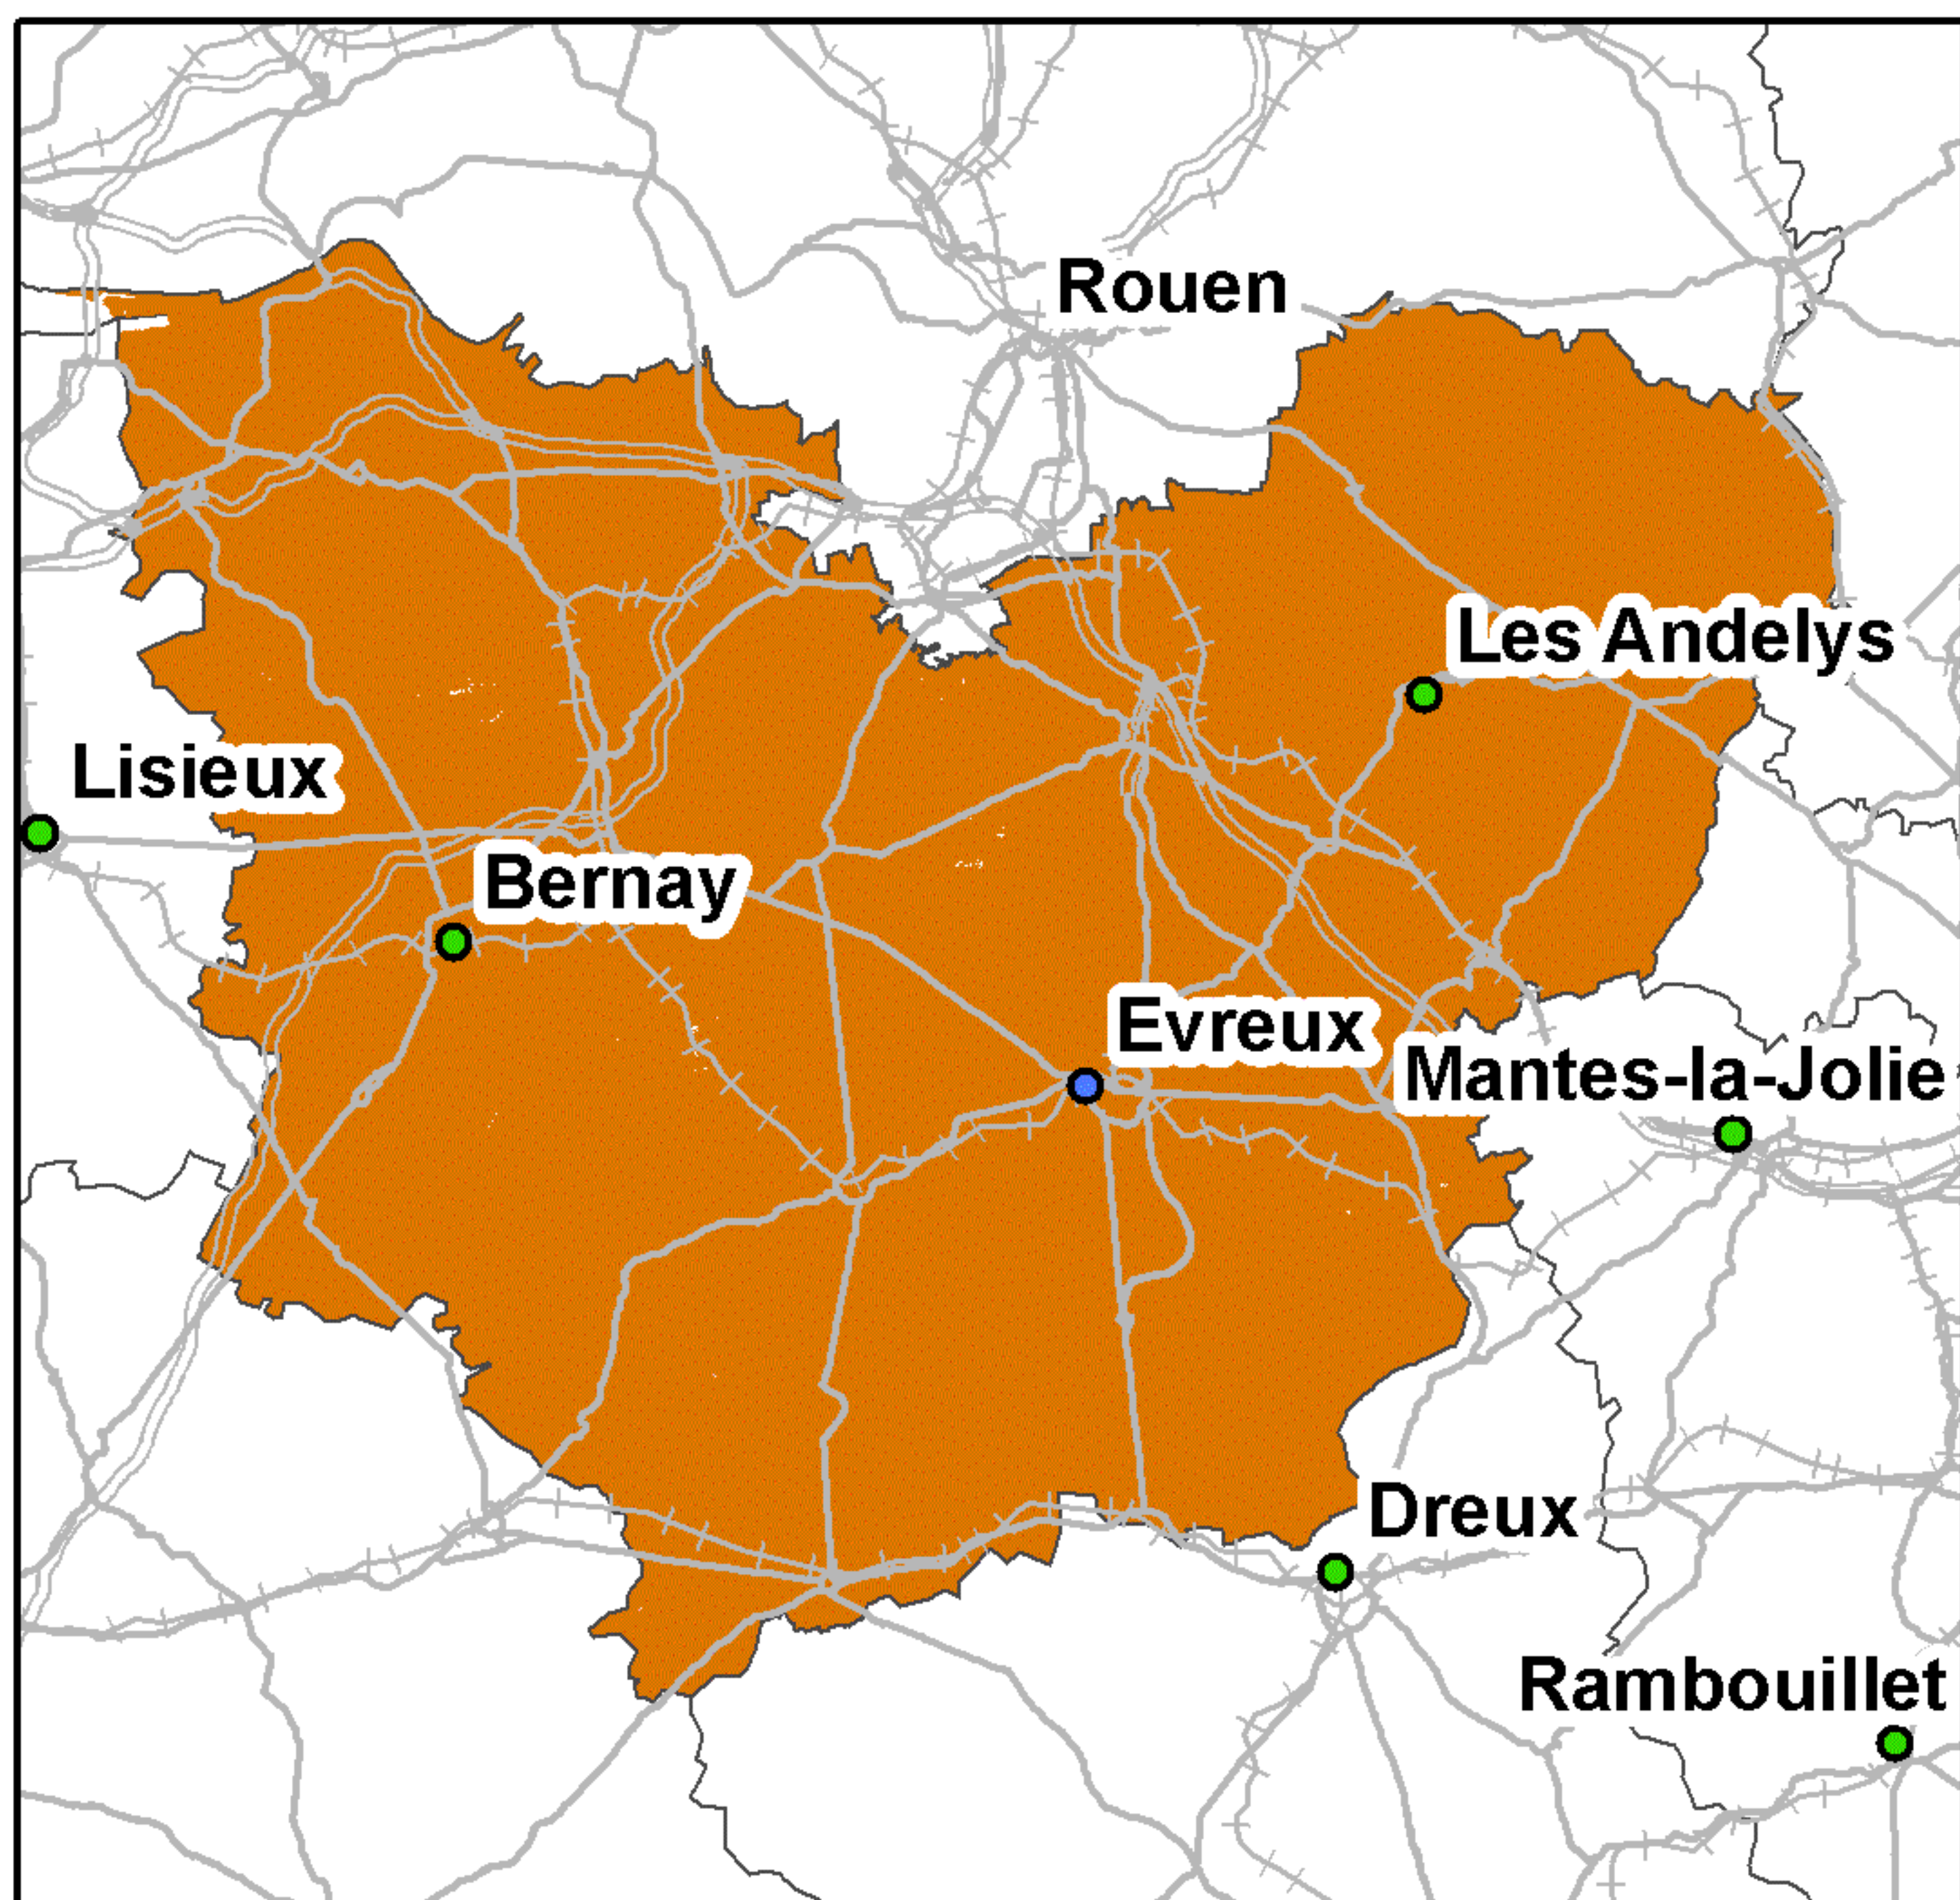 Rouen
Les Andelys
Lisieux
Bernay
Evreux
Mantes-la-Jolie
Dreux
Rambouillet